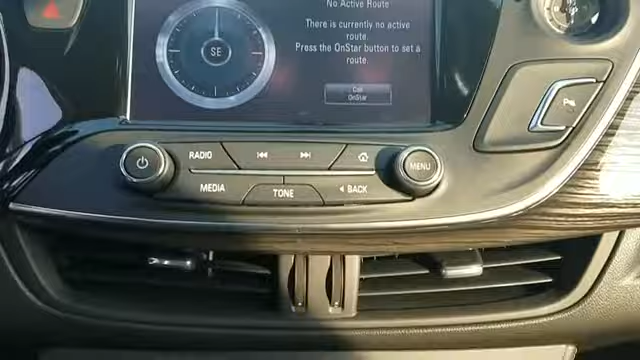 No Active Route
There is currently no active
route.
Press the OnStar button to set a
route.
SE
Call
OnStar
RADIO
MENU
MEDIA
TONE
BACK